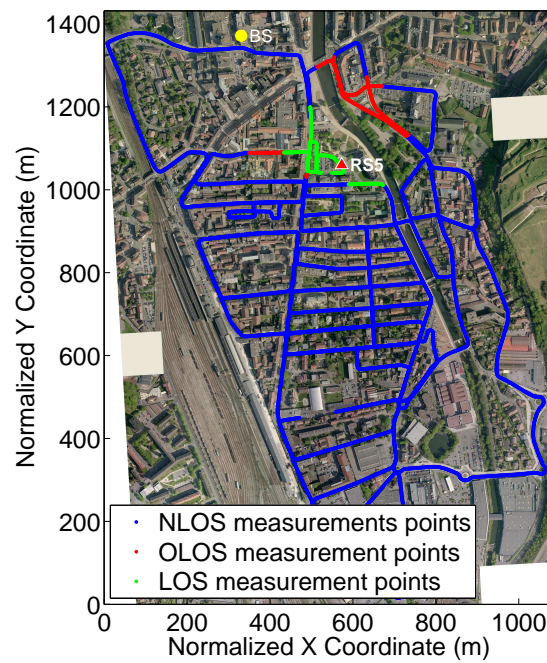 1400
1200
1000
800
600
400
200
0
Normalized Y Coordinate (m)
BS
RS5
NLOS measurements points
OLOS measurement points
LOS measurement points
0 200 400 600 800 1000
Normalized X Coordinate (m)